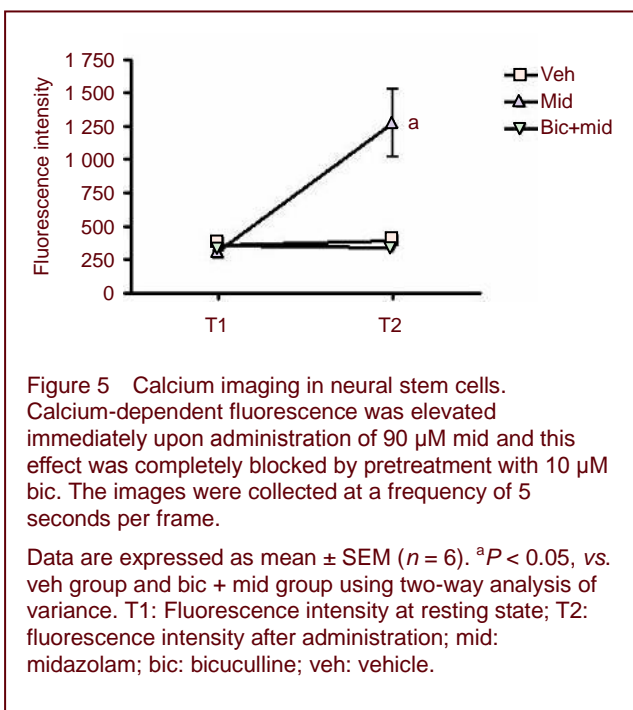 1 750
1 500
1 250
1 000
750
500
250
0
Fluorescence intensity
a
T1 T2
Veh
Mid
Bic+mid
Figure 5 Calcium imaging in neural stem cells.
Calcium-dependent fluorescence was elevated
immediately upon administration of 90 µM mid and this
effect was completely blocked by pretreatment with 10 µM
bic. The images were collected at a frequency of 5
seconds per frame.
Data are expressed as mean ± SEM (n = 6). ᵃP < 0.05, vs.
veh group and bic + mid group using two-way analysis of
variance. T1: Fluorescence intensity at resting state; T2:
fluorescence intensity after administration; mid:
midazolam; bic: bicuculline; veh: vehicle.